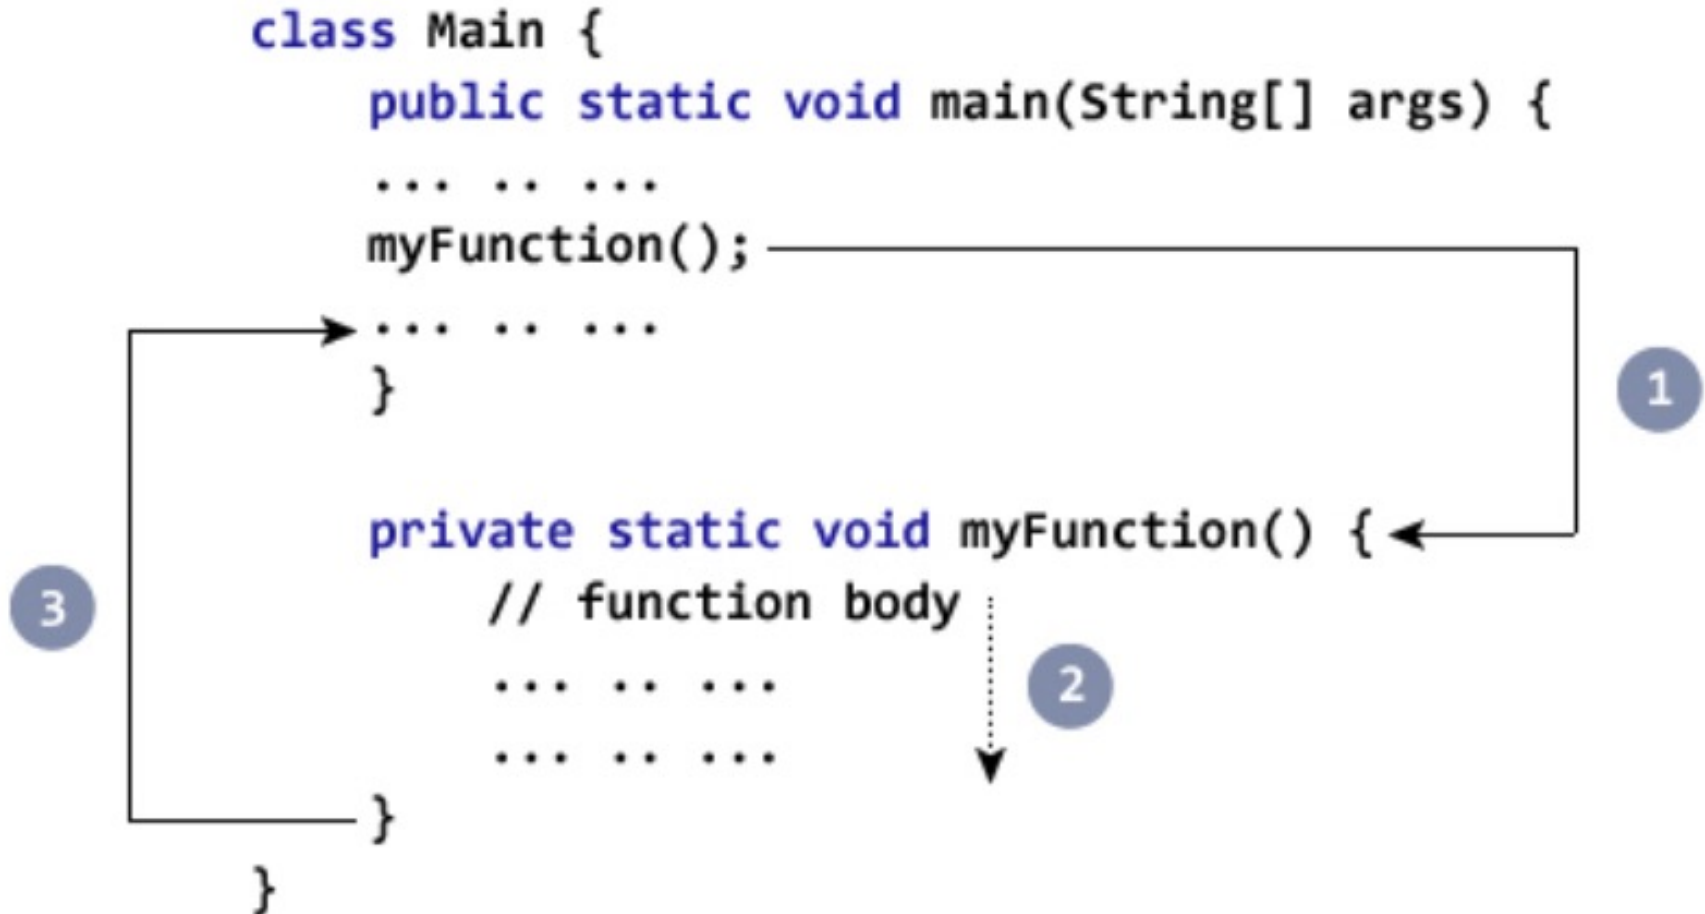 class Main {
public static void main(String[] args) {
... .. ...
myFunction();
... .. ...
}
1
private static void myFunction() {
3
// function body
2
... .. ...
... .. ...
}
}